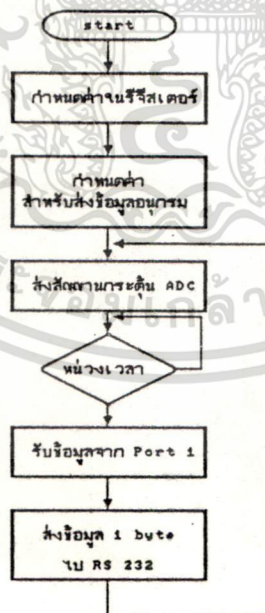 start
กำหนดค่าในรีจีสเตอร์
กำหนดค่า
สำหรับส่งข้อมูลอนุกรม
ส่งสัญญานกระตุ้น ADC
หน่วงเวลา
รับข้อมูลจาก Port 1
ส่งข้อมูล 1 byte
ไป RS 232